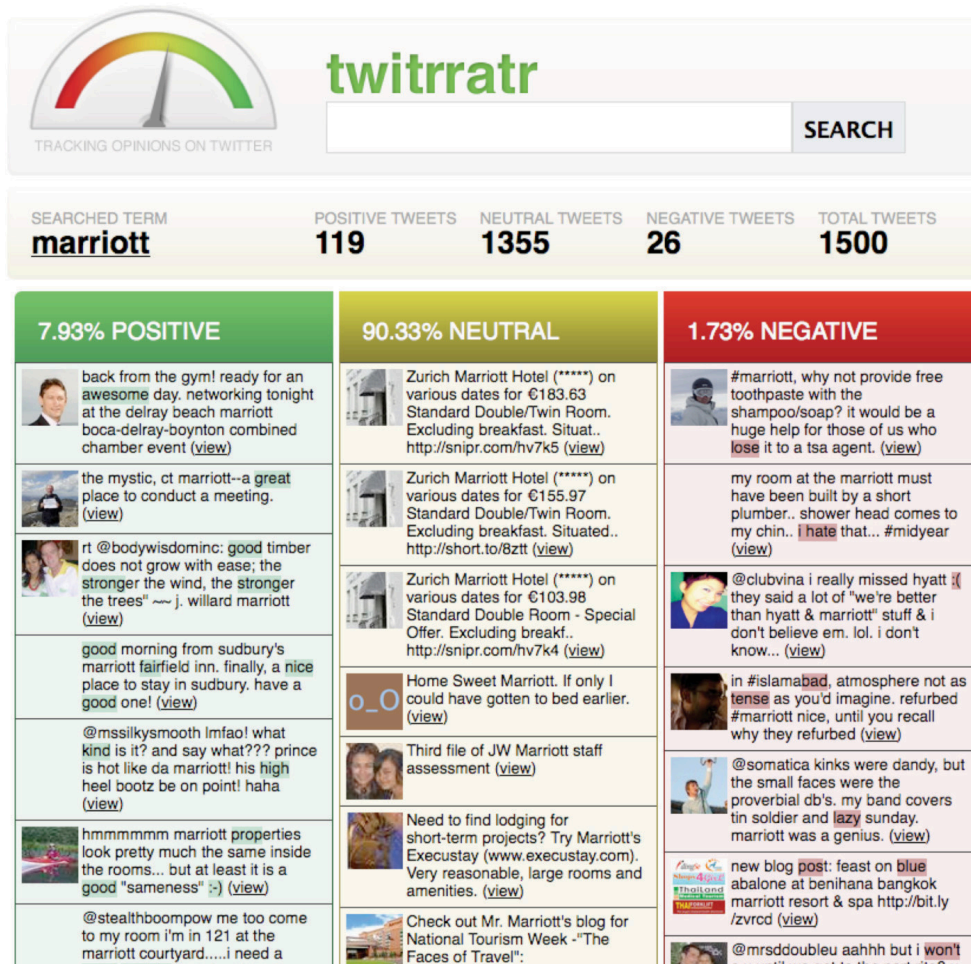 twitrratr
SEARCH
TRACKING OPINIONS ON TWITTER
SEARCHED TERM
marriott
POSITIVE TWEETS
119
NEUTRAL TWEETS
1355
NEGATIVE TWEETS
26
TOTAL TWEETS
1500
7.93% POSITIVE
back from the gym! ready for an
awesome day. networking tonight
at the delray beach marriott
boca-delray-boynton combined
chamber event (view)
the mystic, ct marriott--a great
place to conduct a meeting.
(view)
rt @bodywisdominc: good timber
does not grow with ease; the
stronger the wind, the stronger
the trees" ~~ j. willard marriott
(view)
good morning from sudbury's
marriott fairfield inn. finally, a nice
place to stay in sudbury. have a
good one! (view)
@mssilkysmooth lmfao! what
kind is it? and say what??? prince
is hot like da marriott! his high
heel bootz be on point! haha
(view)
hmmmmmm marriott properties
look pretty much the same inside
the rooms... but at least it is a
good "sameness" :-) (view)
@stealthboompow me too come
to my room i'm in 121 at the
marriott courtyard.....i need a
90.33% NEUTRAL
Zurich Marriott Hotel (*****) on
various dates for €183.63
Standard Double/Twin Room.
Excluding breakfast. Situat..
http://snipr.com/hv7k5 (view)
Zurich Marriott Hotel (*****) on
various dates for €155.97
Standard Double/Twin Room.
Excluding breakfast. Situated..
http://short.to/8ztt (view)
Zurich Marriott Hotel (*****) on
various dates for €103.98
Standard Double Room - Special
Offer. Excluding breakf..
http://snipr.com/hv7k4 (view)
o_O
Home Sweet Marriott. If only I
could have gotten to bed earlier.
(view)
Third file of JW Marriott staff
assessment (view)
Need to find lodging for
short-term projects? Try Marriott's
Execustay (www.execustay.com).
Very reasonable, large rooms and
amenities. (view)
Check out Mr. Marriott's blog for
National Tourism Week -"The
Faces of Travel":
1.73% NEGATIVE
#marriott, why not provide free
toothpaste with the
shampoo/soap? it would be a
huge help for those of us who
lose it to a tsa agent. (view)
my room at the marriott must
have been built by a short
plumber.. shower head comes to
my chin.. i hate that... #midyear
(view)
@clubvina i really missed hyatt :(
they said a lot of "we're better
than hyatt & marriott" stuff & i
don't believe em. lol. i don't
know... (view)
in #islamabad, atmosphere not as
tense as you'd imagine. refurbed
#marriott nice, until you recall
why they refurbed (view)
@somatica kinks were dandy, but
the small faces were the
proverbial db's. my band covers
tin soldier and lazy sunday.
marriott was a genius. (view)
ThaiLand
new blog post: feast on blue
abalone at benihana bangkok
marriott resort & spa http://bit.ly
/zvrcd (view)
@mrsddoubleu aahhh but i won't